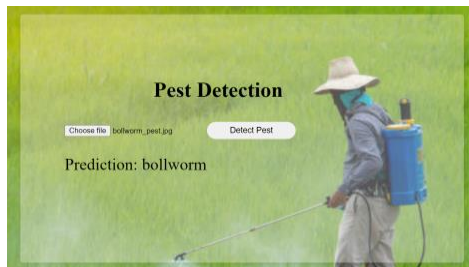 Pest Detection
Choose file bollworm_pest.jpg Detect Pest
Prediction: bollworm